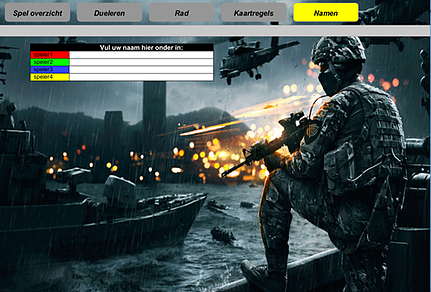 Spel overzicht
Dueleren
Rad
Kaartregels
Namen
Vul uw naam hier onder in:
speler1
speler2
speler3
speler4